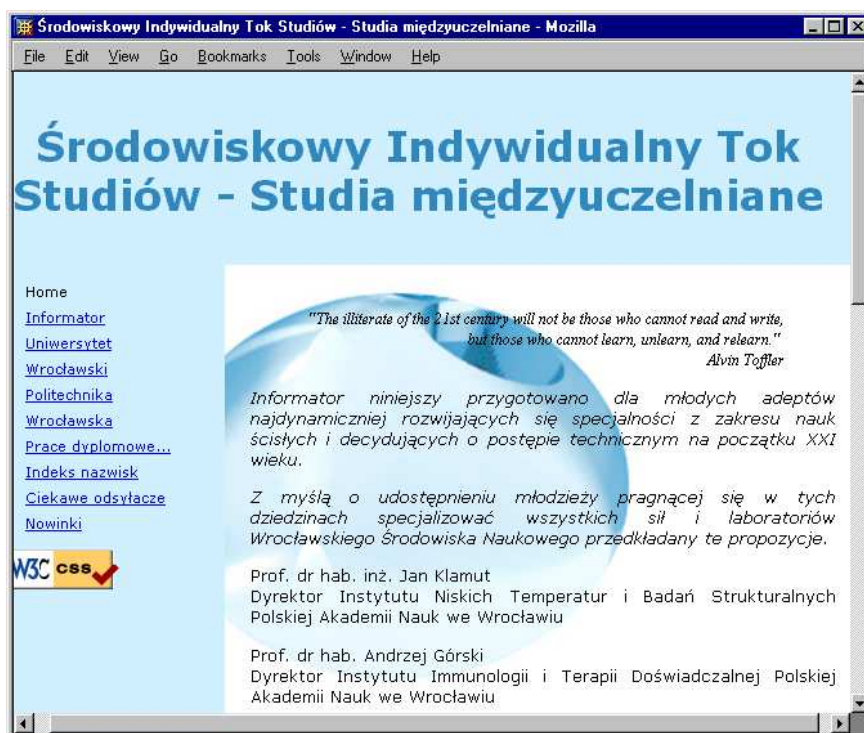 Środowiskowy Indywidualny Tok Studiów - Studia międzyuczelniane - Mozilla
File Edit View Go Bookmarks Tools Window Help
Środowiskowy Indywidualny Tok
Studiów - Studia międzyuczelniane
Home
Informator
Uniwersytet
Wrocławski
Politechnika
Wrocławska
Prace dyplomowe...
Indeks nazwisk
Ciekawe odsyłacze
Nowinki
W3C css
"The illiterate of the 21st century will not be those who cannot read and write,
but those who cannot learn, unlearn, and relearn."
Alvin Toffler
Informator niniejszy przygotowano dla młodych adeptów
najdynamiczniej rozwijających się specjalności z zakresu nauk
ścisłych i decydujących o postępie technicznym na początku XXI
wieku.
Z myślą o udostępnieniu młodzieży pragnącej się w tych
dziedzinach specjalizować wszystkich sił i laboratoriów
Wrocławskiego Środowiska Naukowego przedkładany te propozycje.
Prof. dr hab. inż. Jan Klamut
Dyrektor Instytutu Niskich Temperatur i Badań Strukturalnych
Polskiej Akademii Nauk we Wrocławiu
Prof. dr hab. Andrzej Górski
Dyrektor Instytutu Immunologii i Terapii Doświadczalnej Polskiej
Akademii Nauk we Wrocławiu